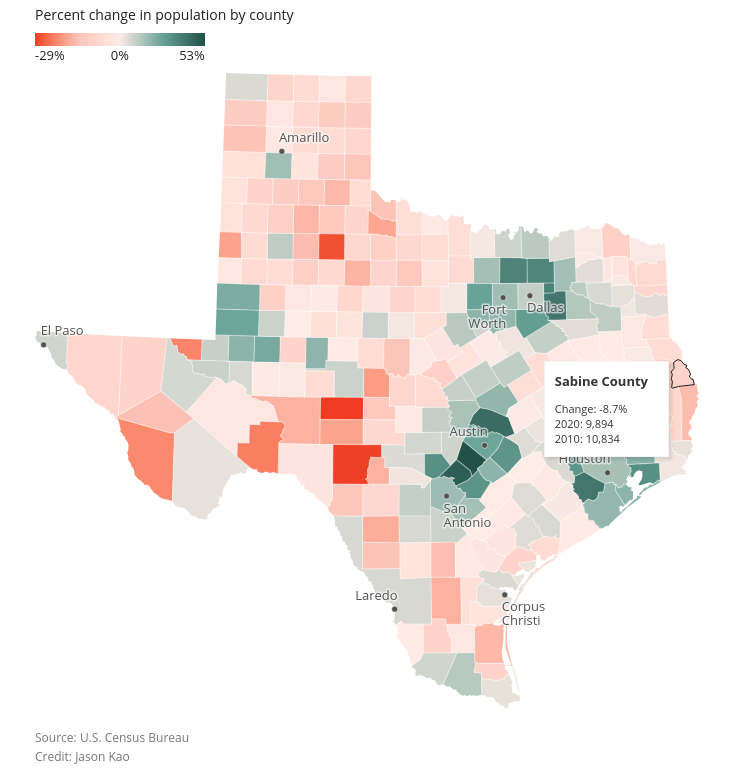 Percent change in population by county
-29% 0% 53%
Amarillo
El Paso
Fort
Worth
Dallas
Sabine County
Change: -8.7%
2020: 9,894
2010: 10,834
Austin
Houston
San
Antonio
Laredo
Corpus
Christi
Source: U.S. Census Bureau
Credit: Jason Kao